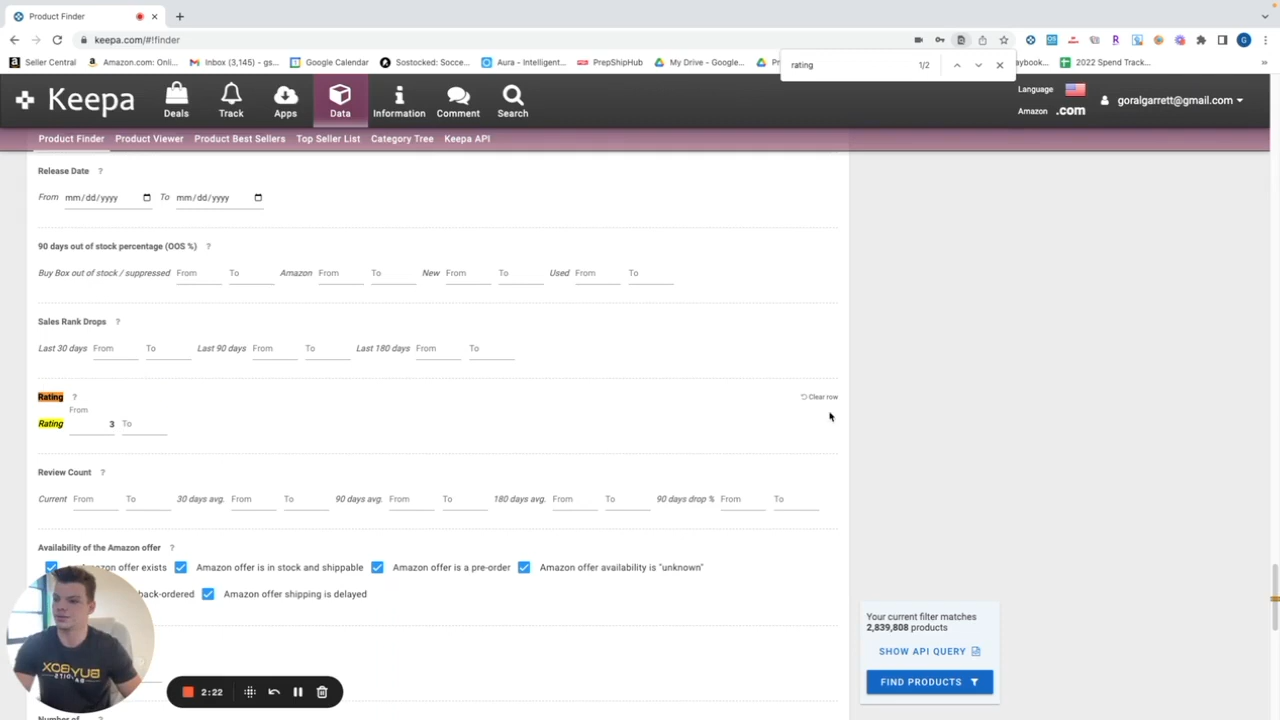 Product Finder
keepa.com/#!finder
Seller Central
Amazon.com: Onli...
Inbox (3,145) - gs...
Google Calendar
Sostocked: Socce...
Aura - Intelligent...
PrepShipHub
My Drive - Google...
aybook...
2022 Spend Track...
rating
1/2
Keepa
Deals
Track
Apps
Data
Information
Comment
Search
Language
Amazon .com
goralgarrett@gmail.com
Product Finder Product Viewer Product Best Sellers Top Seller List Category Tree Keepa API
Release Date ?
From mm/dd/yyyy To mm/dd/yyyy
90 days out of stock percentage (OOS %) ?
Buy Box out of stock / suppressed From To Amazon From To New From To Used From To
Sales Rank Drops ?
Last 30 days From To Last 90 days From To Last 180 days From To
Rating ?
Clear row
From
Rating 3 To
Review Count ?
Current From To 30 days avg. From To 90 days avg. From To 180 days avg. From To 90 days drop % From To
Availability of the Amazon offer ?
offer exists Amazon offer is in stock and shippable Amazon offer is a pre-order Amazon offer availability is "unknown"
back-ordered Amazon offer shipping is delayed
Your current filter matches
2,839,808 products
SHOW API QUERY
FIND PRODUCTS
BUYBOX
2:22
Number of